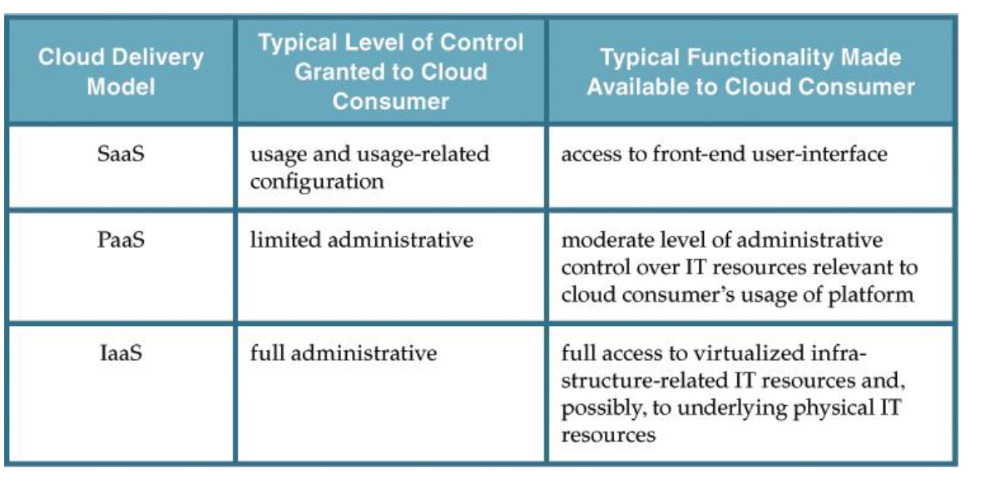 Cloud Delivery
Model
Typical Level of Control
Granted to Cloud
Consumer
Typical Functionality Made
Available to Cloud Consumer
SaaS
usage and usage-related
configuration
access to front-end user-interface
PaaS
limited administrative
moderate level of administrative
control over IT resources relevant to
cloud consumer’s usage of platform
IaaS
full administrative
full access to virtualized infra-
structure-related IT resources and,
possibly, to underlying physical IT
resources